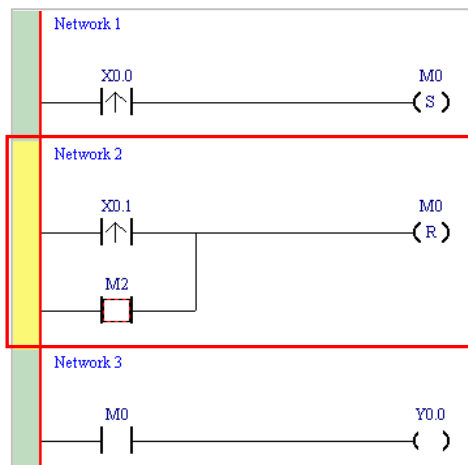 Network 1
X0.0 M0
S
Network 2
X0.1 M0
R
M2
Network 3
M0 Y0.0